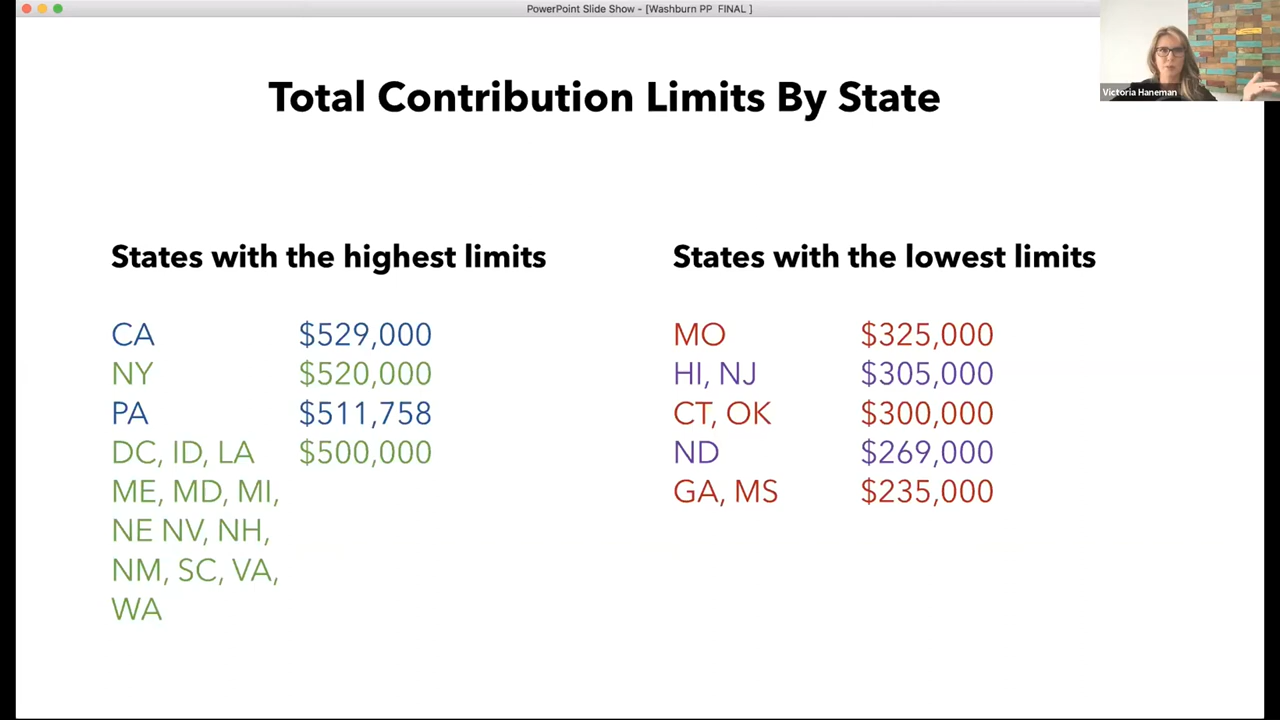 PowerPoint Slide Show - [Washburn PP FINAL ]
Victoria Haneman
Total Contribution Limits By State
States with the highest limits
CA $529,000
NY $520,000
PA $511,758
DC, ID, LA $500,000
ME, MD, MI,
NE NV, NH,
NM, SC, VA,
WA
States with the lowest limits
MO $325,000
HI, NJ $305,000
CT, OK $300,000
ND $269,000
GA, MS $235,000